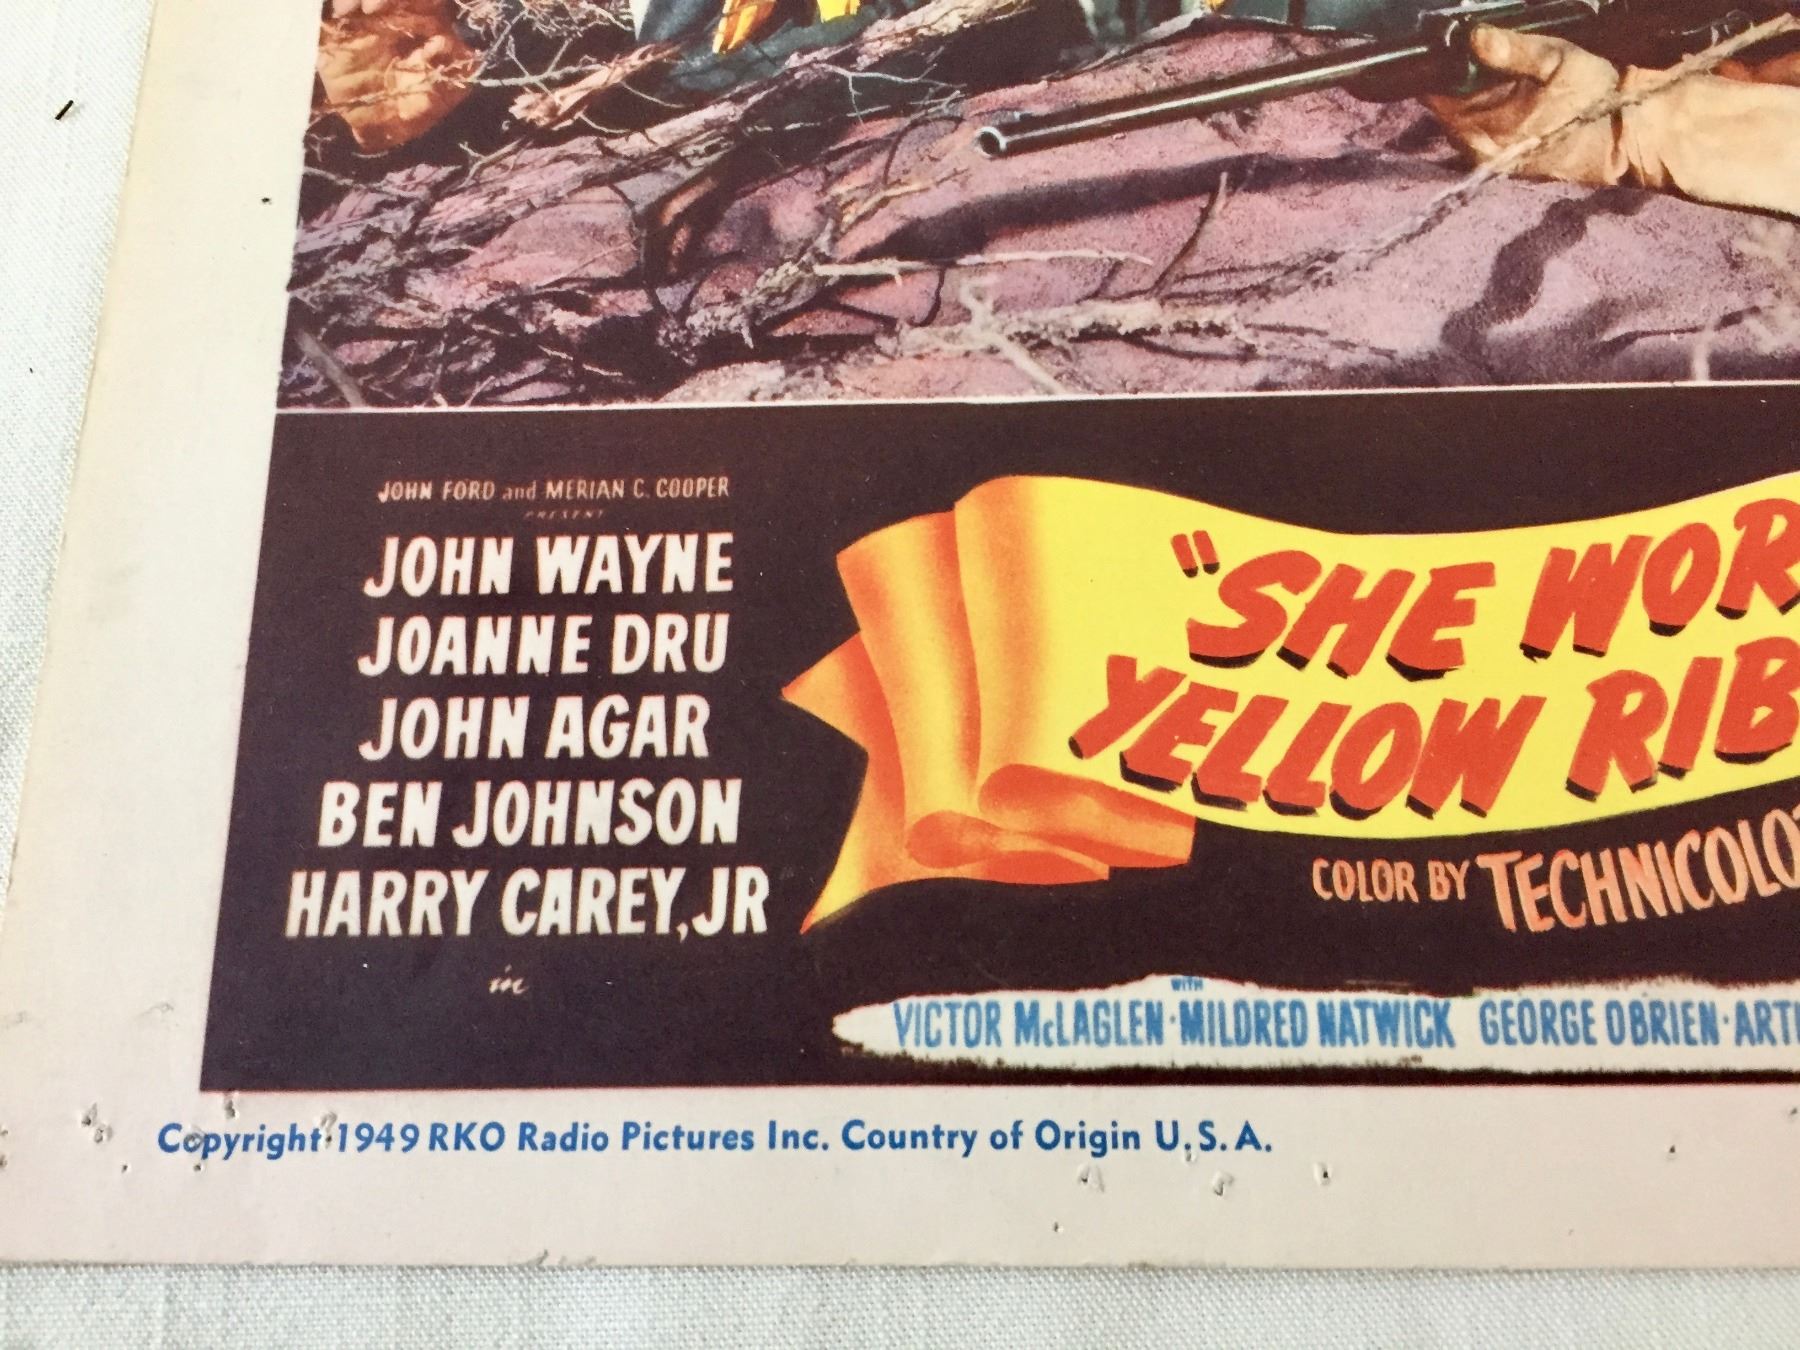 JOHN FORD and MERIAN C. COOPER
PRESENT
JOHN WAYNE
JOANNE DRU
JOHN AGAR
BEN JOHNSON
HARRY CAREY, JR
in
"SHE WOR
YELLOW RIB
COLOR BY TECHNICOLO
WITH
VICTOR McLAGLEN · MILDRED NATWICK GEORGE O BRIEN · ART
Copyright 1949 RKO Radio Pictures Inc. Country of Origin U.S.A.